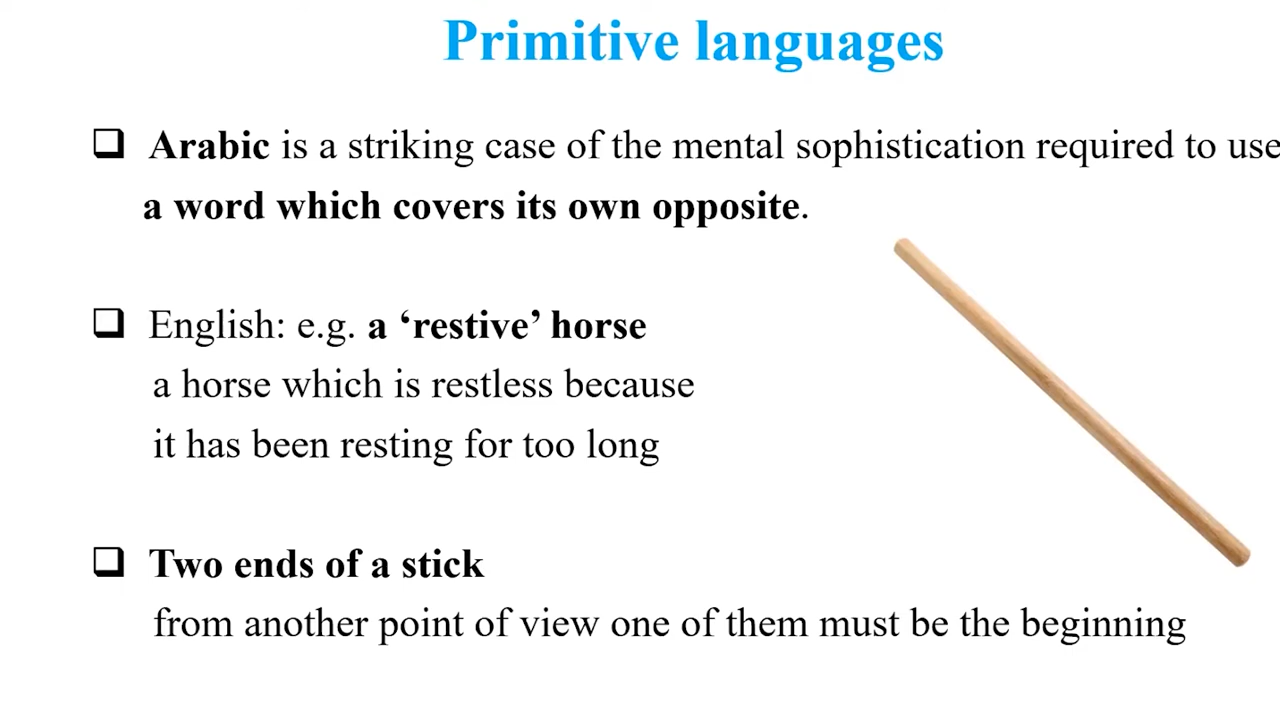 Primitive languages
❑ Arabic is a striking case of the mental sophistication required to use
a word which covers its own opposite.
❑ English: e.g. a ‘restive’ horse
a horse which is restless because
it has been resting for too long
❑ Two ends of a stick
from another point of view one of them must be the beginning